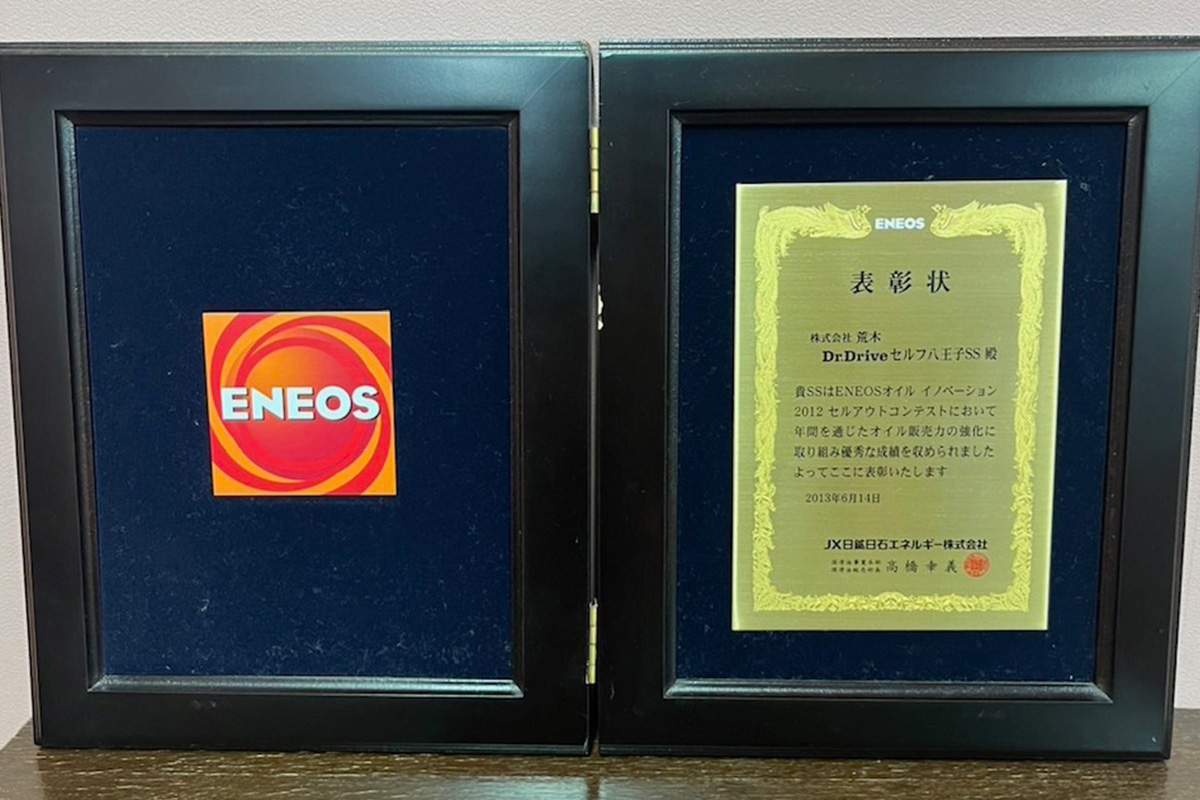 ENEOS
ENEOS
表彰状
株式会社 荒木
Dr.Driveセルフ八王子SS 殿
貴SSはENEOSオイル イノベーション
2012 セルアウトコンテストにおいて
年間を通じたオイル販売力の強化に
取り組み優秀な成績を収められました
よってここに表彰いたします
2013年6月14日
JX日鉱日石エネルギー株式会社
潤滑油販売部長 高橋幸義